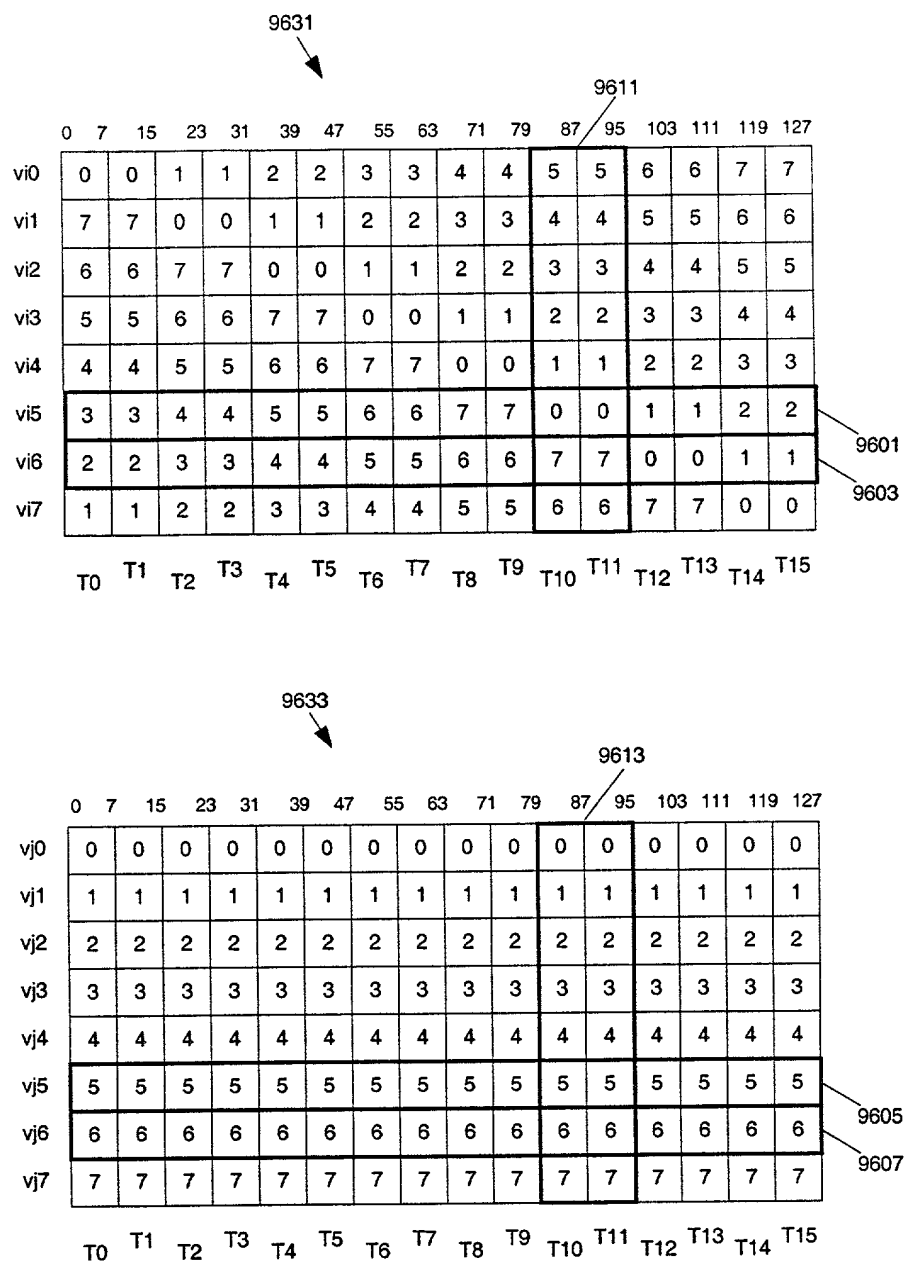 9631
9611
0 7 15 23 31 39 47 55 63 71 79 87 95 103 111 119 127
vi0 0 0 1 1 2 2 3 3 4 4 5 5 6 6 7 7
vi1 7 7 0 0 1 1 2 2 3 3 4 4 5 5 6 6
vi2 6 6 7 7 0 0 1 1 2 2 3 3 4 4 5 5
vi3 5 5 6 6 7 7 0 0 1 1 2 2 3 3 4 4
vi4 4 4 5 5 6 6 7 7 0 0 1 1 2 2 3 3
vi5 3 3 4 4 5 5 6 6 7 7 0 0 1 1 2 2
9601
vi6 2 2 3 3 4 4 5 5 6 6 7 7 0 0 1 1
9603
vi7 1 1 2 2 3 3 4 4 5 5 6 6 7 7 0 0
T0 T1 T2 T3 T4 T5 T6 T7 T8 T9 T10 T11 T12 T13 T14 T15
9633
9613
0 7 15 23 31 39 47 55 63 71 79 87 95 103 111 119 127
vj0 0 0 0 0 0 0 0 0 0 0 0 0 0 0 0 0
vj1 1 1 1 1 1 1 1 1 1 1 1 1 1 1 1 1
vj2 2 2 2 2 2 2 2 2 2 2 2 2 2 2 2 2
vj3 3 3 3 3 3 3 3 3 3 3 3 3 3 3 3 3
vj4 4 4 4 4 4 4 4 4 4 4 4 4 4 4 4 4
vj5 5 5 5 5 5 5 5 5 5 5 5 5 5 5 5 5
9605
vj6 6 6 6 6 6 6 6 6 6 6 6 6 6 6 6 6
9607
vj7 7 7 7 7 7 7 7 7 7 7 7 7 7 7 7 7
T0 T1 T2 T3 T4 T5 T6 T7 T8 T9 T10 T11 T12 T13 T14 T15